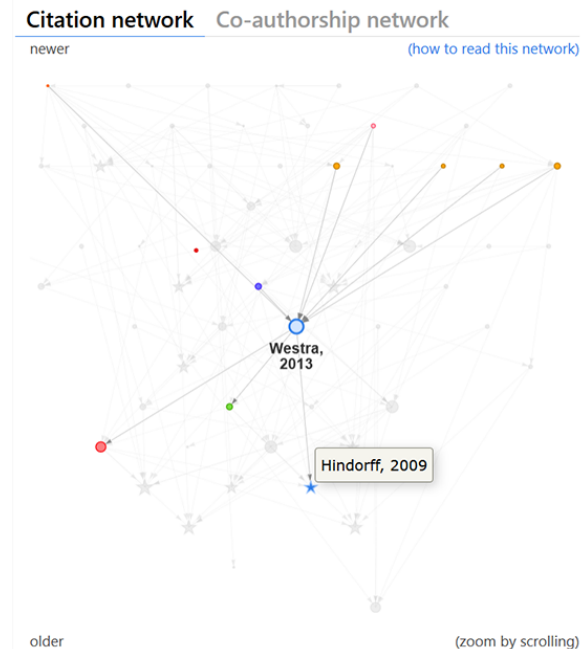 Citation network Co-authorship network
newer (how to read this network)
Westra,
2013
Hindorff, 2009
older (zoom by scrolling)